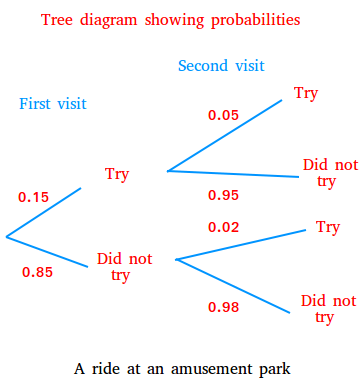 Tree diagram showing probabilities
Second visit
First visit
Try
0.05
Try
Did not
try
0.15
0.95
0.02
Try
Did not
try
0.85
0.98
Did not
try
A ride at an amusement park